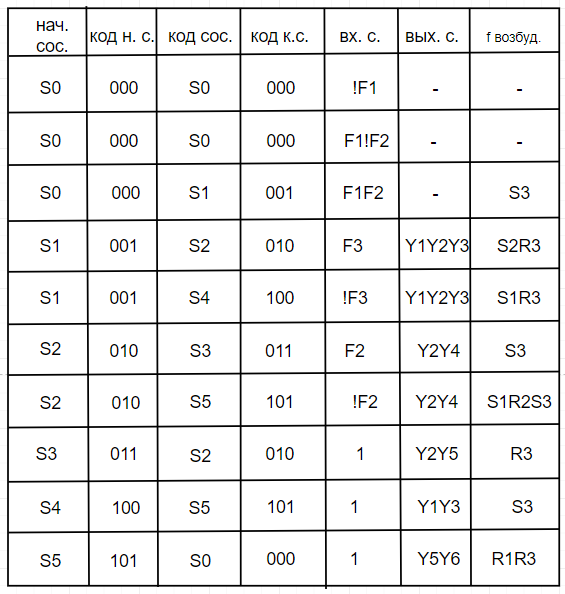 нач. сос. код н. с. код сос. код к.с. вх. с. вых. с. f возбуд.
S0 000 S0 000 !F1 - -
S0 000 S0 000 F1!F2 - -
S0 000 S1 001 F1F2 - S3
S1 001 S2 010 F3 Y1Y2Y3 S2R3
S1 001 S4 100 !F3 Y1Y2Y3 S1R3
S2 010 S3 011 F2 Y2Y4 S3
S2 010 S5 101 !F2 Y2Y4 S1R2S3
S3 011 S2 010 1 Y2Y5 R3
S4 100 S5 101 1 Y1Y3 S3
S5 101 S0 000 1 Y5Y6 R1R3